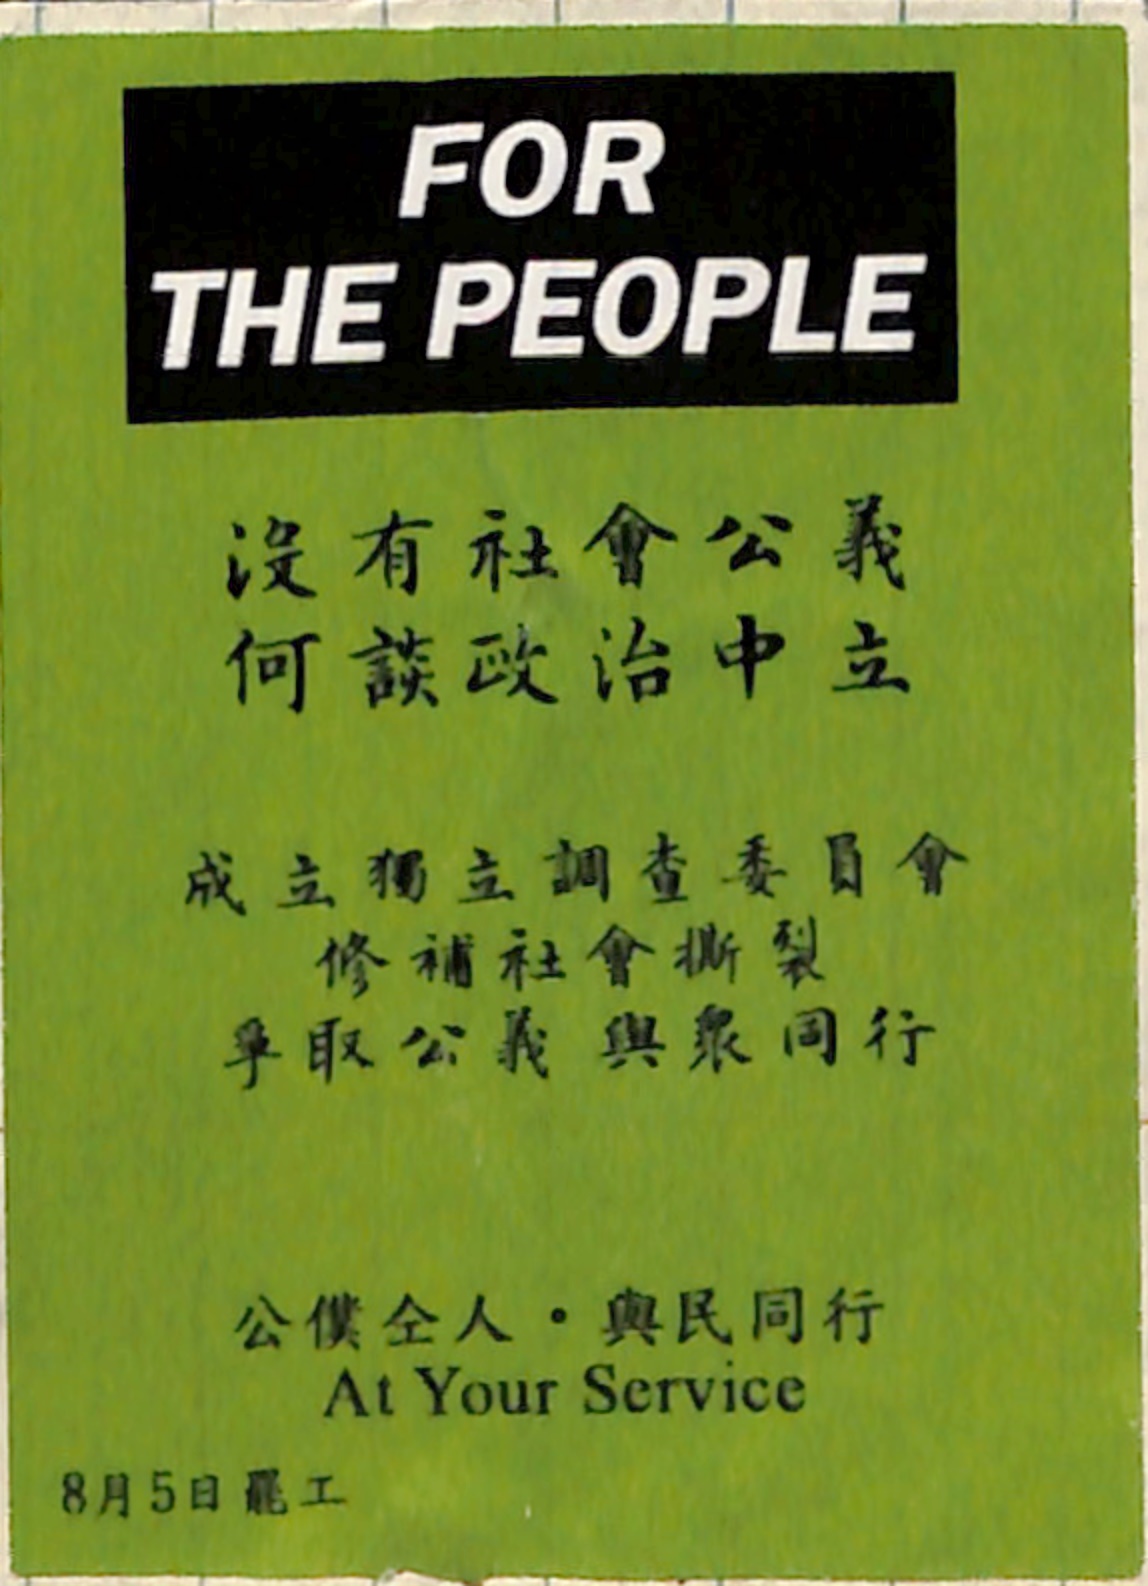 FOR
THE PEOPLE
沒有社會公義
何談政治中立
成立獨立調查委員會
修補社會撕裂
爭取公義 與眾同行
公僕仝人・與民同行
At Your Service
8月5日罷工